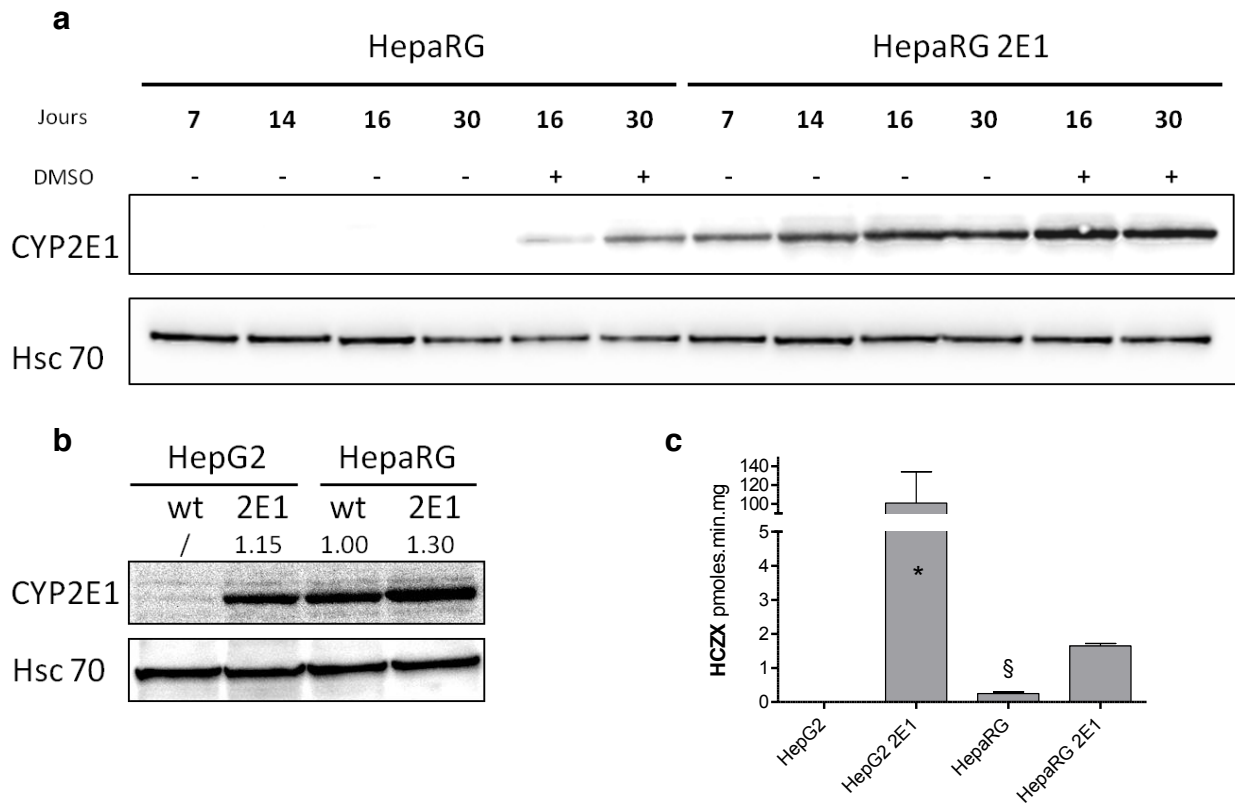 a
HepaRG HepaRG 2E1
Jours 7 14 16 30 16 30 7 14 16 30 16 30
DMSO - - - - + + - - - - + +
CYP2E1
Hsc 70
b
HepG2 HepaRG
wt 2E1 wt 2E1
/ 1.15 1.00 1.30
CYP2E1
Hsc 70
c
HCZX pmoles.min.mg
140
120
100
5
4
3
2
1
0
*
§
HepG2 HepG2 2E1 HepaRG HepaRG 2E1